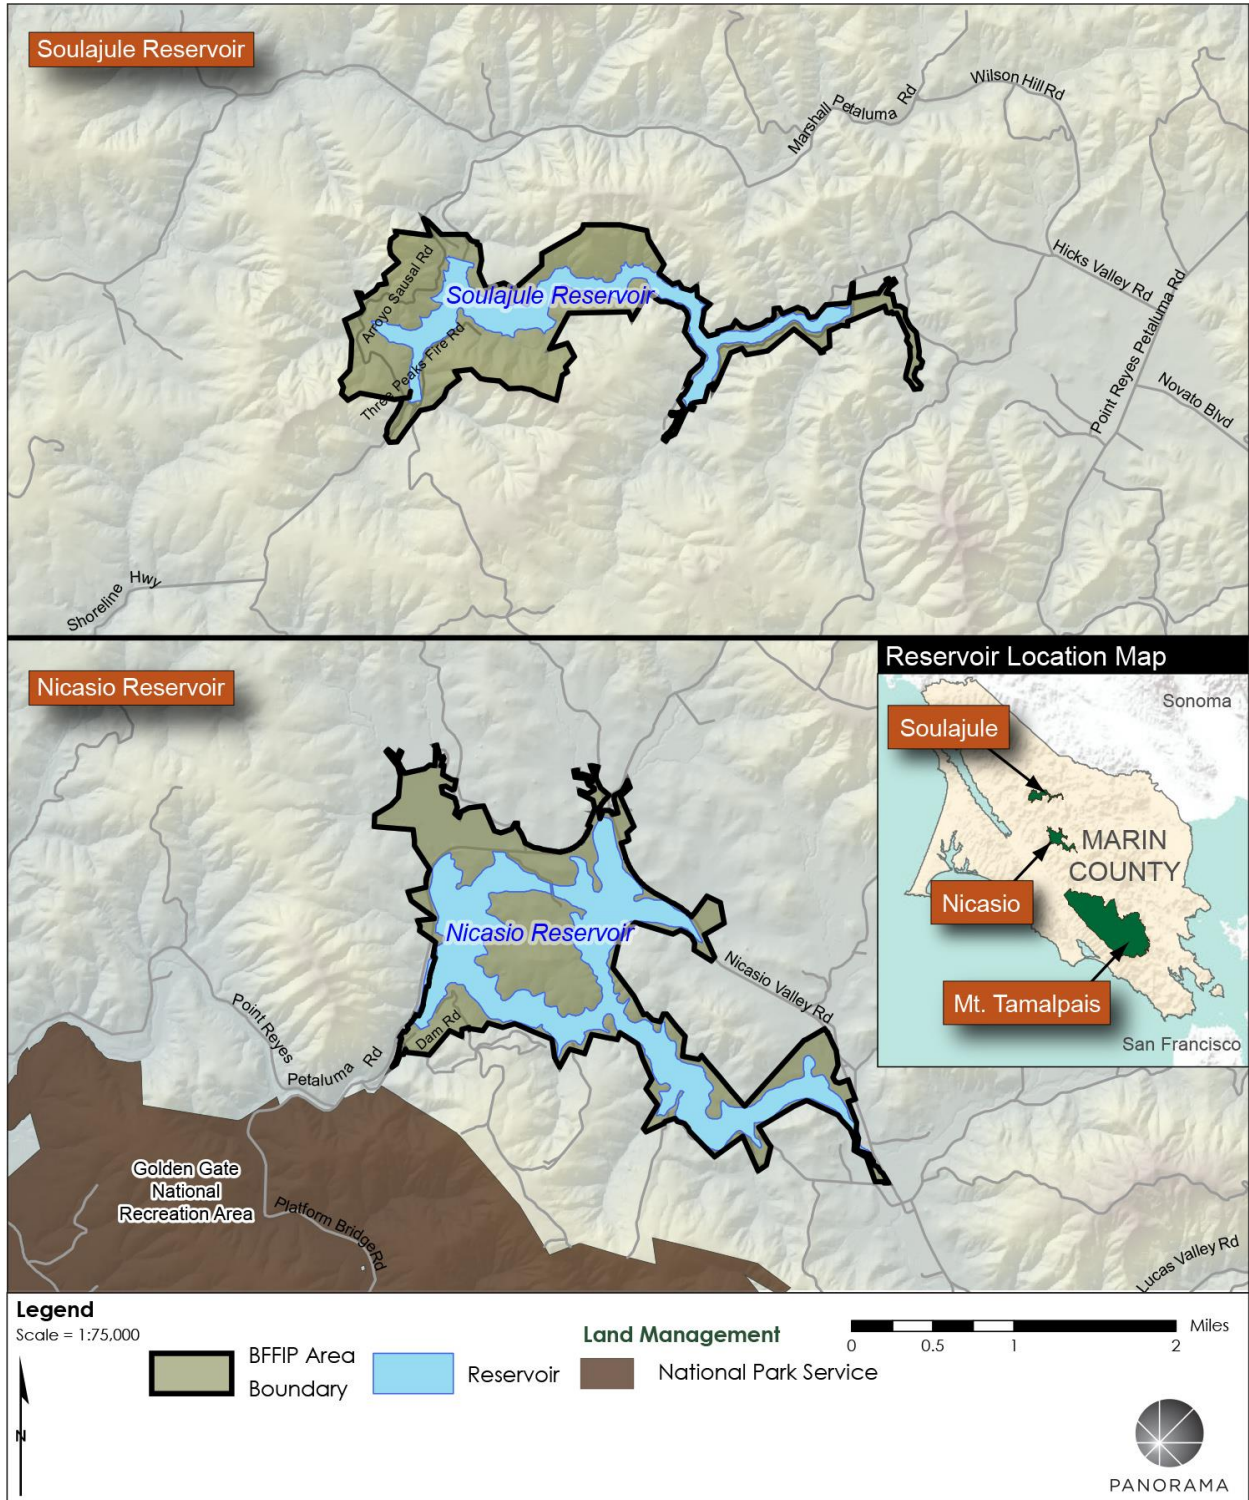 Soulajule Reservoir
Wilson Hill Rd
Marshall Petaluma Rd
Arroyo Sausal Rd
Soulajule Reservoir
Three Peaks Fire Rd
Hicks Valley Rd
Point Reyes Petaluma Rd
Novato Blvd
Shoreline Hwy
Nicasio Reservoir
Reservoir Location Map
Sonoma
Soulajule
MARIN
COUNTY
Nicasio
Mt. Tamalpais
San Francisco
Nicasio Reservoir
Nicasio Valley Rd
Dam Rd
Point Reyes
Petaluma Rd
Golden Gate
National
Recreation Area
Platform Bridge Rd
Lucas Valley Rd
Legend
Scale = 1:75,000
N
BFFIP Area
Boundary
Reservoir
Land Management
National Park Service
Miles
0 0.5 1 2
PANORAMA